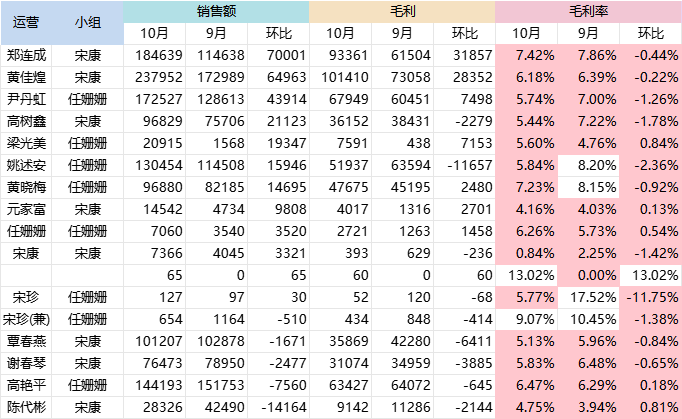 运营 小组 销售额 毛利 毛利率
10月 9月 环比 10月 9月 环比 10月 9月 环比
郑连成 宋康 184639 114638 70001 93361 61504 31857 7.42% 7.86% -0.44%
黄佳煌 宋康 237952 172989 64963 101410 73058 28352 6.18% 6.39% -0.22%
尹丹虹 任姗姗 172527 128613 43914 67949 60451 7498 5.74% 7.00% -1.26%
高树鑫 宋康 96829 75706 21123 36152 38431 -2279 5.44% 7.22% -1.78%
梁光美 任姗姗 20915 1568 19347 7591 438 7153 5.60% 4.76% 0.84%
姚述安 任姗姗 130454 114508 15946 51937 63594 -11657 5.84% 8.20% -2.36%
黄晓梅 任姗姗 96880 82185 14695 47675 45195 2480 7.23% 8.15% -0.92%
元家富 宋康 14542 4734 9808 4017 1316 2701 4.16% 4.03% 0.13%
任姗姗 任姗姗 7060 3540 3520 2721 1263 1458 6.26% 5.73% 0.54%
宋康 宋康 7366 4045 3321 393 629 -236 0.84% 2.25% -1.42%
65 0 65 60 0 60 13.02% 0.00% 13.02%
宋珍 任姗姗 127 97 30 52 120 -68 5.77% 17.52% -11.75%
宋珍(兼) 任姗姗 654 1164 -510 434 848 -414 9.07% 10.45% -1.38%
覃春燕 宋康 101207 102878 -1671 35869 42280 -6411 5.13% 5.96% -0.84%
谢春琴 宋康 76473 78950 -2477 31074 34959 -3885 5.83% 6.48% -0.65%
高艳平 任姗姗 144193 151753 -7560 63427 64072 -645 6.47% 6.29% 0.18%
陈代彬 宋康 28326 42490 -14164 9142 11286 -2144 4.75% 3.94% 0.81%